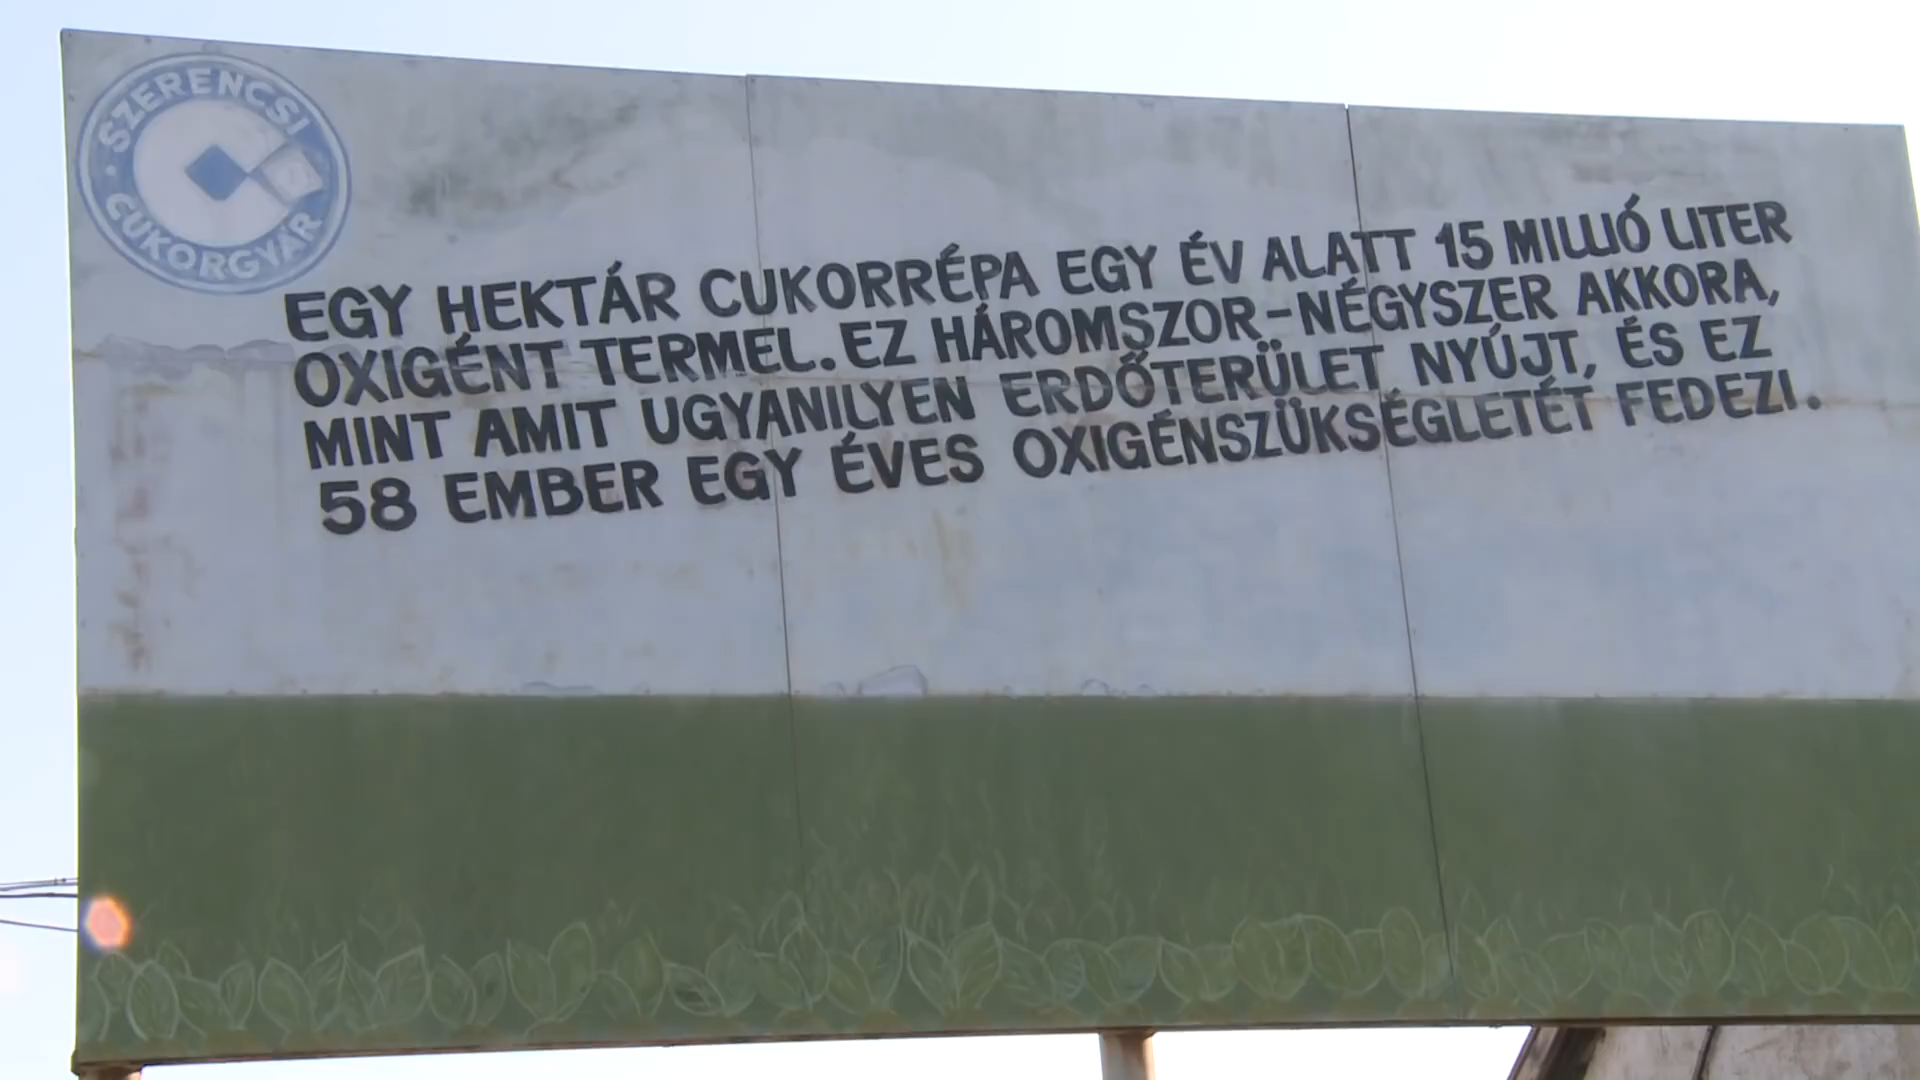 SZERENCSI
CUKORGYÁR
EGY HEKTÁR CUKORRÉPA EGY ÉV ALATT 15 MILLIÓ LITER
OXIGÉNT TERMEL. EZ HÁROMSZOR-NÉGYSZER AKKORA,
MINT AMIT UGYANILYEN ERDŐTERÜLET NYÚJT, ÉS EZ
58 EMBER EGY ÉVES OXIGÉNSZÜKSÉGLETÉT FEDEZI.